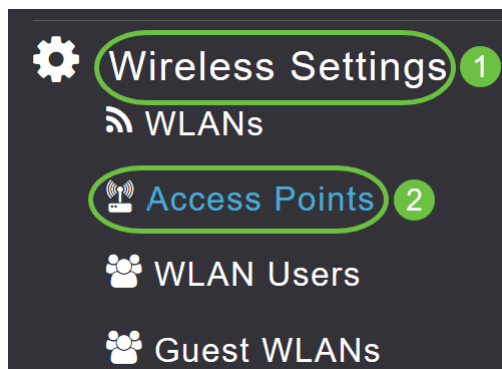 Wireless Settings 1
WLANs
Access Points 2
WLAN Users
Guest WLANs